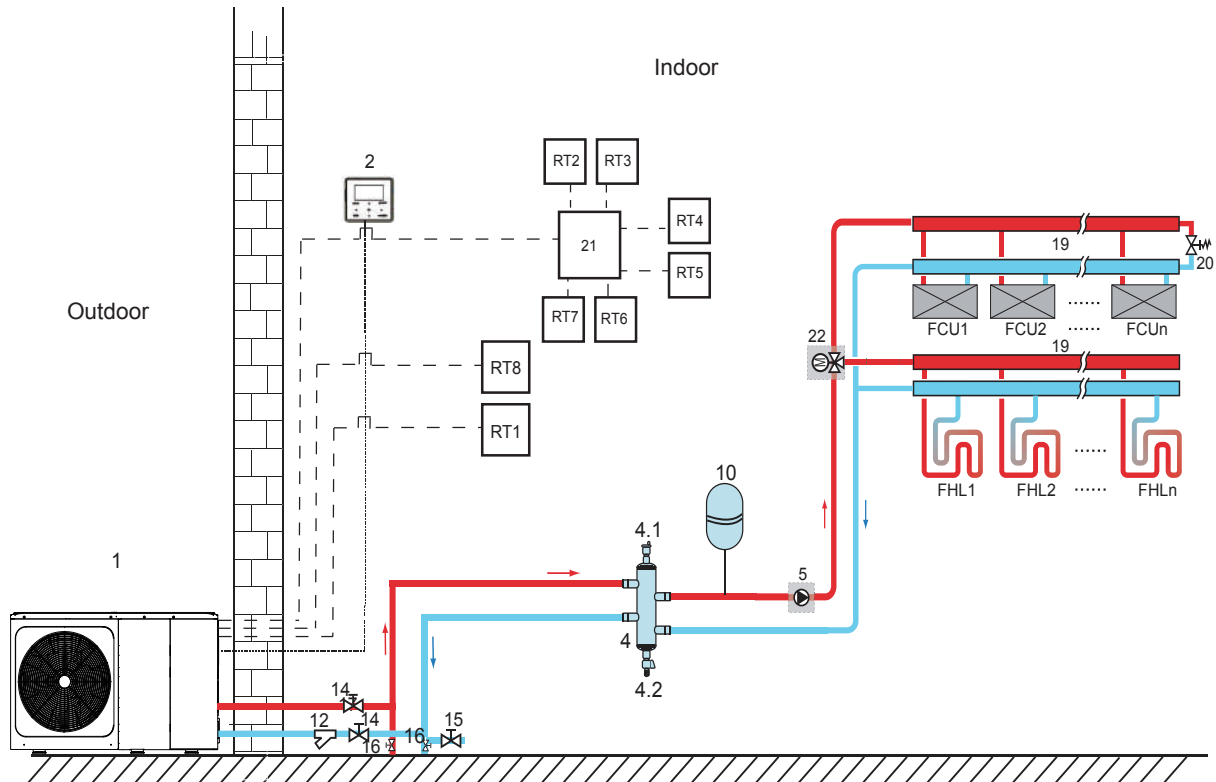 Indoor
Outdoor
2
RT2
RT3
21
RT4
RT5
RT7
RT6
RT8
RT1
19
20
FCU1
FCU2
......
......
FCUn
22
19
......
FHL1
FHL2
......
FHLn
10
4.1
5
4
4.2
1
14
12
14
16
16
15